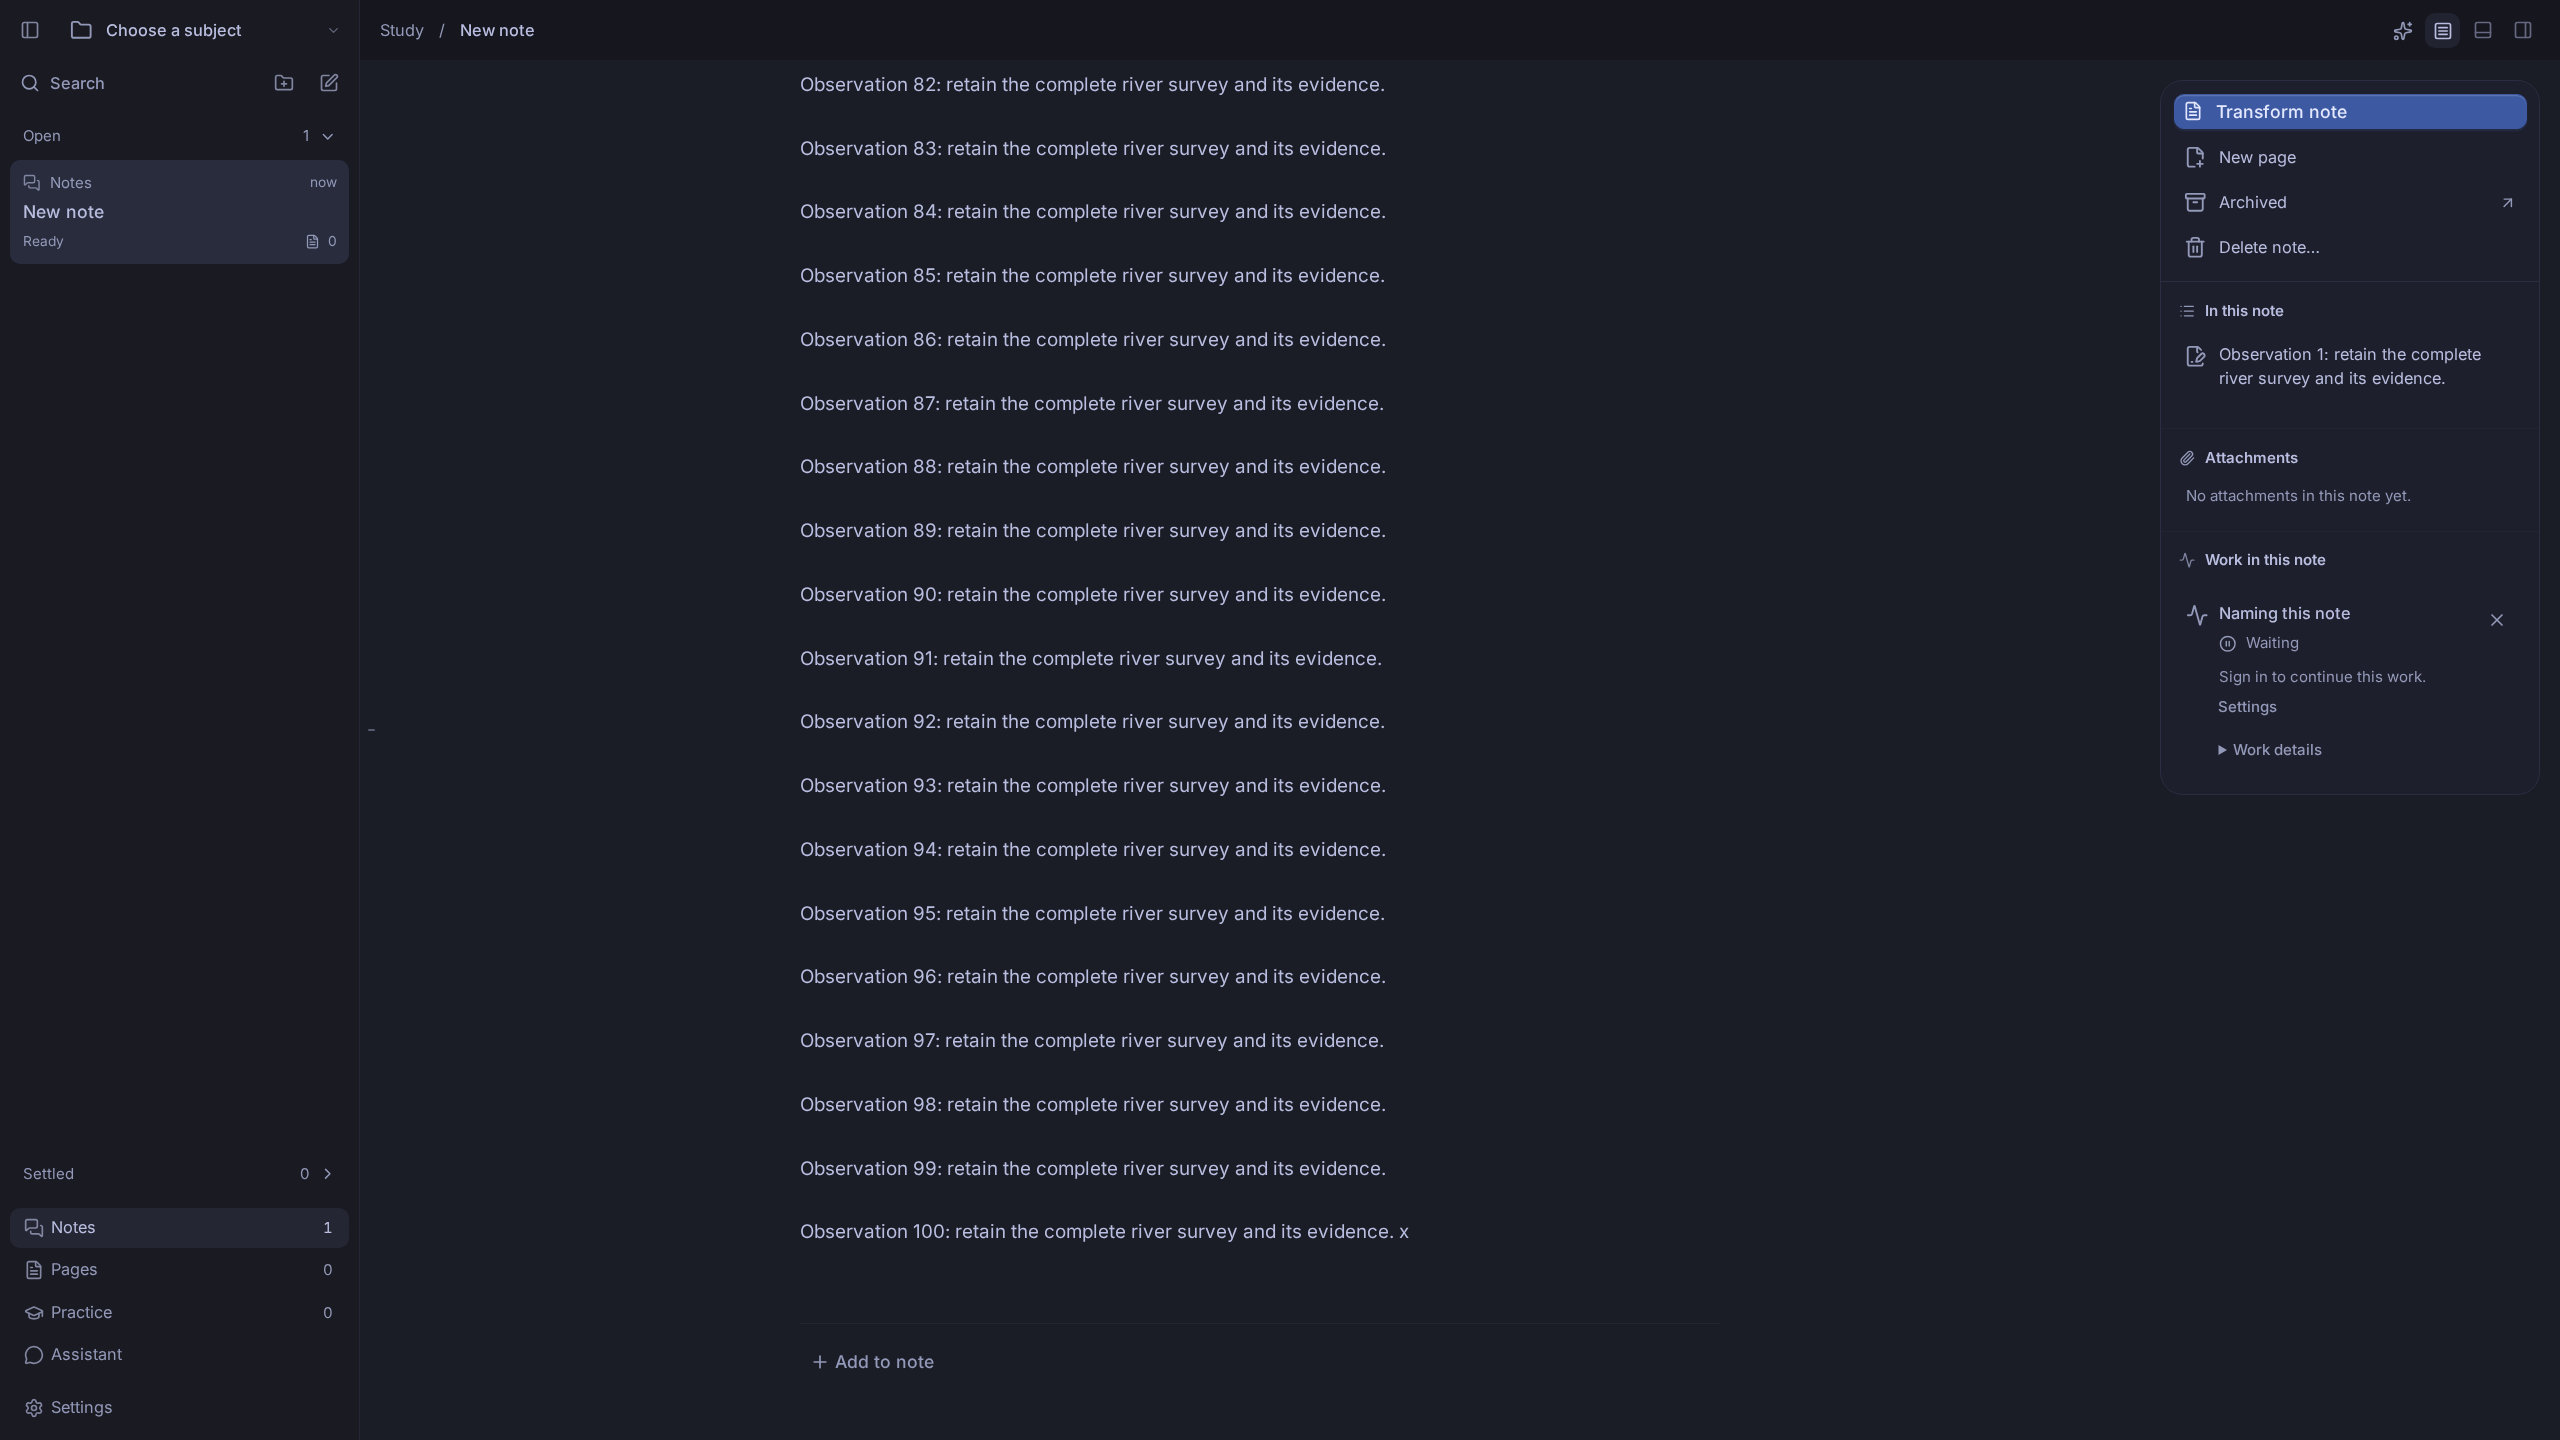 Choose a subject
Search
Open 1
Notes now
New note
Ready 0
Settled 0
Notes 1
Pages 0
Practice 0
Assistant
Settings
Study / New note
Observation 82: retain the complete river survey and its evidence.
Observation 83: retain the complete river survey and its evidence.
Observation 84: retain the complete river survey and its evidence.
Observation 85: retain the complete river survey and its evidence.
Observation 86: retain the complete river survey and its evidence.
Observation 87: retain the complete river survey and its evidence.
Observation 88: retain the complete river survey and its evidence.
Observation 89: retain the complete river survey and its evidence.
Observation 90: retain the complete river survey and its evidence.
Observation 91: retain the complete river survey and its evidence.
Observation 92: retain the complete river survey and its evidence.
Observation 93: retain the complete river survey and its evidence.
Observation 94: retain the complete river survey and its evidence.
Observation 95: retain the complete river survey and its evidence.
Observation 96: retain the complete river survey and its evidence.
Observation 97: retain the complete river survey and its evidence.
Observation 98: retain the complete river survey and its evidence.
Observation 99: retain the complete river survey and its evidence.
Observation 100: retain the complete river survey and its evidence. x
Add to note
Transform note
New page
Archived
Delete note...
In this note
Observation 1: retain the complete
river survey and its evidence.
Attachments
No attachments in this note yet.
Work in this note
Naming this note
Waiting
Sign in to continue this work.
Settings
Work details